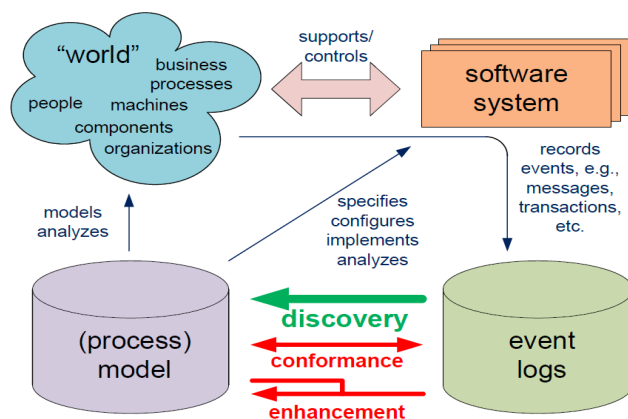 “world”
business
processes
people
machines
components
organizations
supports/
controls
software
system
records
events, e.g.,
messages,
transactions,
etc.
models
analyzes
specifies
configures
implements
analyzes
(process)
model
discovery
conformance
enhancement
event
logs